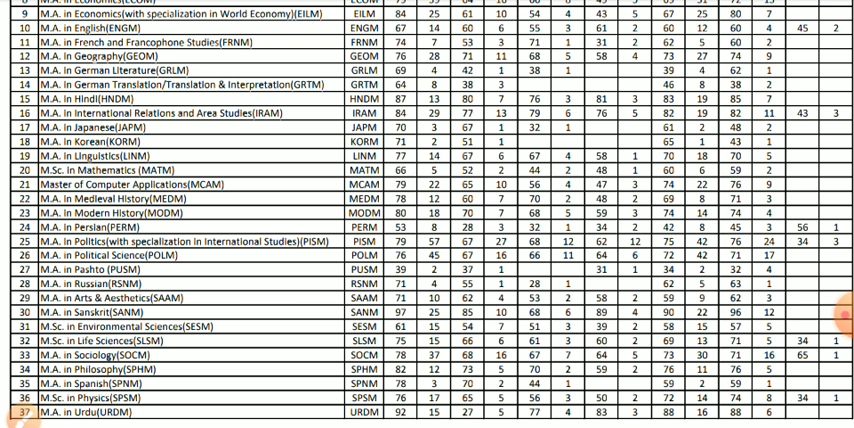 9 M.A. in Economics(with specialization in World Economy)(EILM) EILM 84 25 61 10 54 4 43 5 67 25 80 7
10 M.A. in English(ENGM) ENGM 67 14 60 6 55 3 61 2 60 12 60 4 45 2
11 M.A. in French and Francophone Studies(FRNM) FRNM 74 7 53 3 71 1 31 2 62 5 60 2
12 M.A. in Geography(GEOM) GEOM 76 28 71 11 68 5 58 4 73 27 74 9
13 M.A. in German Literature(GRLM) GRLM 69 4 42 1 38 1 39 4 62 1
14 M.A. in German Translation/Translation & Interpretation(GRTM) GRTM 64 8 38 3 46 8 38 2
15 M.A. in Hindi(HNDM) HNDM 87 13 80 7 76 3 81 3 83 19 85 7
16 M.A. in International Relations and Area Studies(IRAM) IRAM 84 29 77 13 79 6 76 5 82 19 82 11 43 3
17 M.A. in Japanese(JAPM) JAPM 70 3 67 1 32 1 61 2 48 2
18 M.A. in Korean(KORM) KORM 71 2 51 1 65 1 43 1
19 M.A. in Linguistics(LINM) LINM 77 14 67 6 67 4 58 1 70 18 70 5
20 M.Sc. in Mathematics (MATM) MATM 66 5 52 2 44 2 48 1 60 6 59 2
21 Master of Computer Applications(MCAM) MCAM 79 22 65 10 56 4 47 3 74 22 76 9
22 M.A. in Medieval History(MEDM) MEDM 78 12 60 7 70 2 48 2 69 8 71 3
23 M.A. in Modern History(MODM) MODM 80 18 70 7 68 5 59 3 74 14 74 4
24 M.A. in Persian(PERM) PERM 53 8 28 3 32 1 34 2 42 8 45 3 56 1
25 M.A. in Politics(with specialization in International Studies)(PISM) PISM 79 57 67 27 68 12 62 12 75 42 76 24 34 3
26 M.A. in Political Science(POLM) POLM 76 45 67 16 66 11 64 6 72 42 71 17
27 M.A. in Pashto (PUSM) PUSM 39 2 37 1 31 1 34 2 32 4
28 M.A. in Russian(RSNM) RSNM 71 4 55 1 28 1 62 5 63 1
29 M.A. in Arts & Aesthetics(SAAM) SAAM 71 10 62 4 53 2 58 2 59 9 62 3
30 M.A. in Sanskrit(SANM) SANM 97 25 85 10 68 6 89 4 90 22 96 12
31 M.Sc. in Environmental Sciences(SESM) SESM 61 15 54 7 51 3 39 2 58 15 57 5
32 M.Sc. in Life Sciences(SLSM) SLSM 75 15 66 6 61 3 60 2 69 13 71 5 34 1
33 M.A. in Sociology(SOCM) SOCM 78 37 68 16 67 7 64 5 73 30 71 16 65 1
34 M.A. in Philosophy(SPHM) SPHM 82 12 73 5 70 2 59 2 76 11 76 5
35 M.A. in Spanish(SPNM) SPNM 78 3 70 2 44 1 59 2 59 1
36 M.Sc. in Physics(SPSM) SPSM 76 17 65 5 56 3 50 2 72 14 74 8 34 1
37 M.A. in Urdu(URDM) URDM 92 15 27 5 77 4 83 3 88 16 88 6